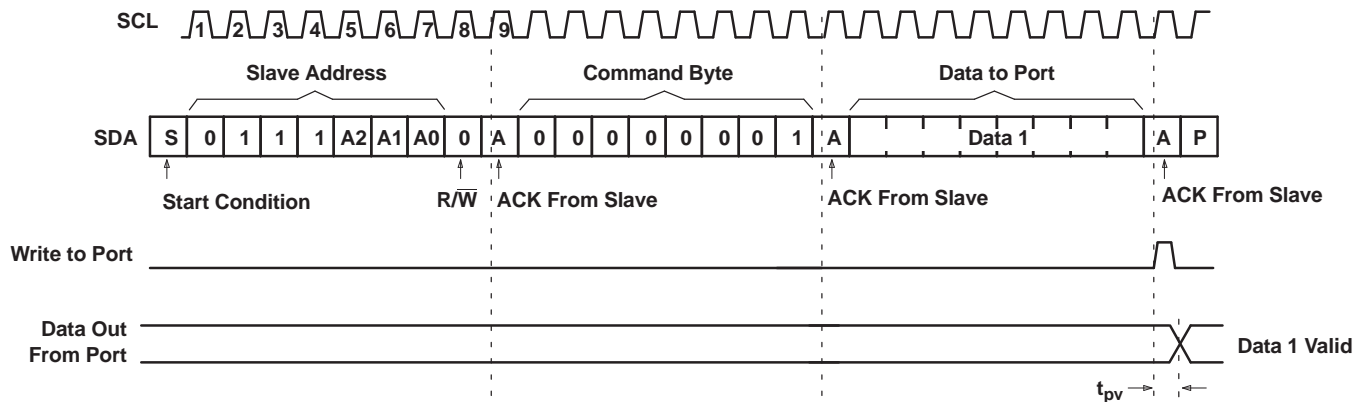 SCL 1 2 3 4 5 6 7 8 9
Slave Address Command Byte Data to Port
SDA S 0 1 1 1 A2 A1 A0 0 A 0 0 0 0 0 0 0 1 A Data 1 A P
Start Condition R/W̅ ACK From Slave ACK From Slave ACK From Slave
Write to Port
Data Out
From Port
Data 1 Valid
tpv